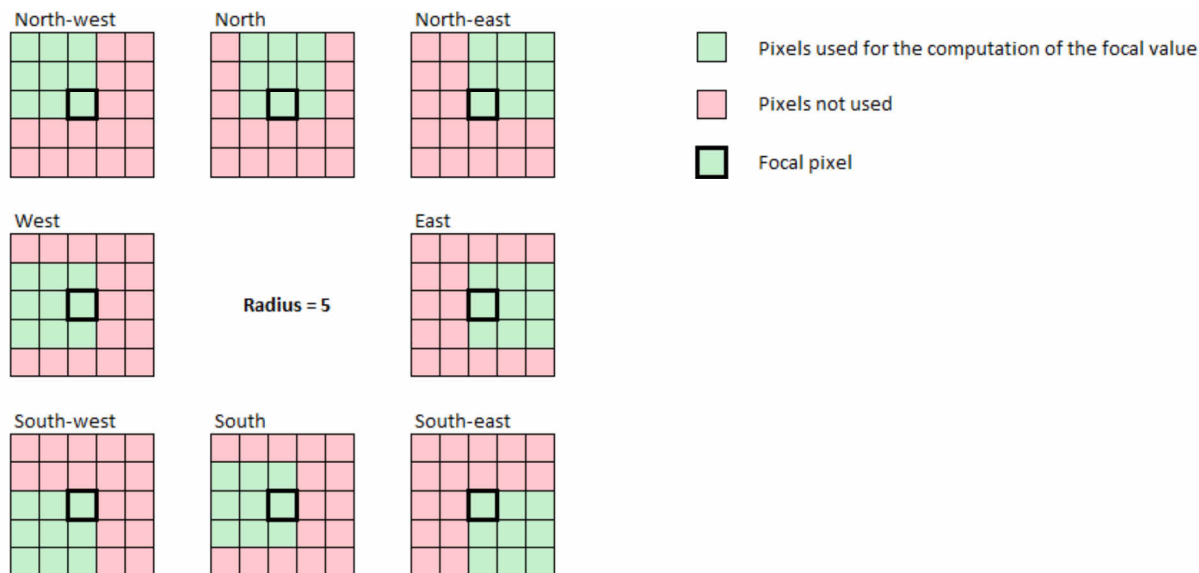 North-west
North
North-east
Pixels used for the computation of the focal value
Pixels not used
Focal pixel
West
East
Radius = 5
South-west
South
South-east